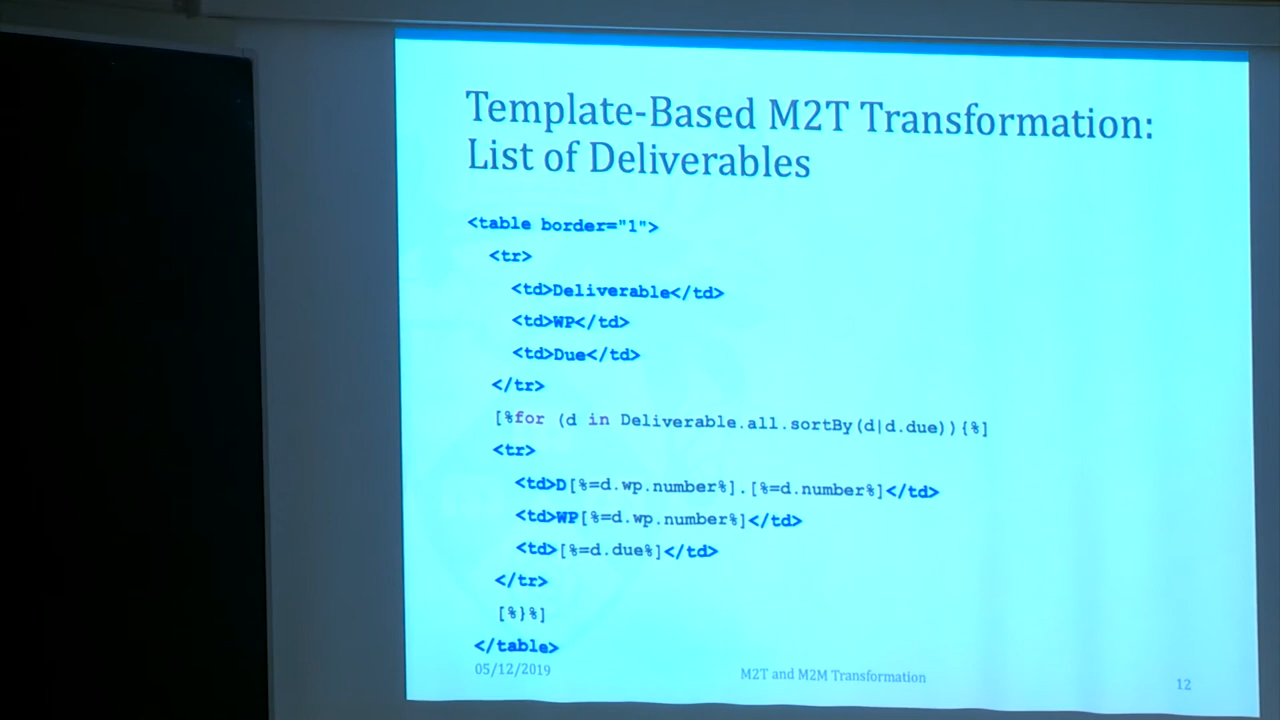 Template-Based M2T Transformation:
List of Deliverables
<table border="1">
<tr>
<td>Deliverable</td>
<td>WP</td>
<td>Due</td>
</tr>
[%for (d in Deliverable.all.sortBy(d|d.due)){%]
<tr>
<td>D[%=d.wp.number%].[%=d.number%]</td>
<td>WP[%=d.wp.number%]</td>
<td>[%=d.due%]</td>
</tr>
[%}%]
</table>
05/12/2019
M2T and M2M Transformation
12